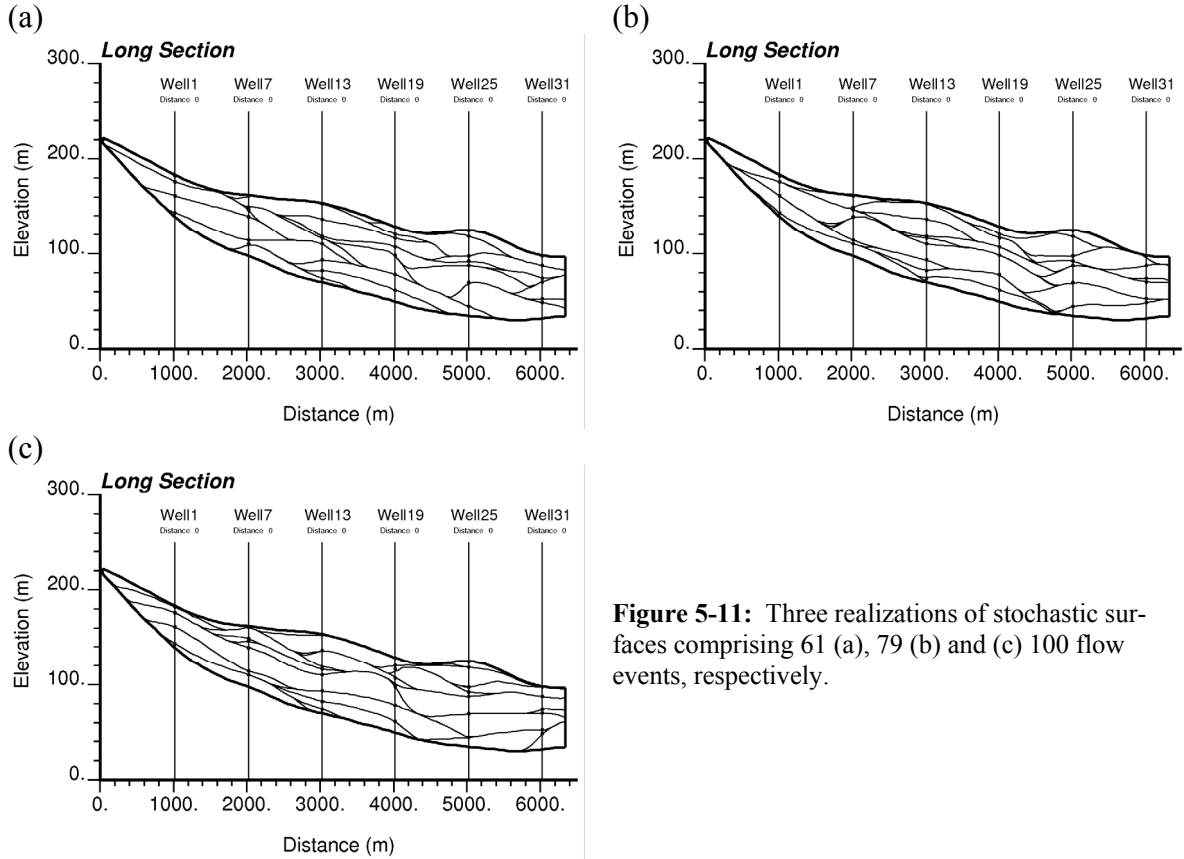 (a)
Long Section
300.
200.
100.
0.
Elevation (m)
Well1 Well7 Well13 Well19 Well25 Well31
Distance 0 Distance 0 Distance 0 Distance 0 Distance 0 Distance 0
0. 1000. 2000. 3000. 4000. 5000. 6000.
Distance (m)
(b)
Long Section
300.
200.
100.
0.
Elevation (m)
Well1 Well7 Well13 Well19 Well25 Well31
Distance 0 Distance 0 Distance 0 Distance 0 Distance 0 Distance 0
0. 1000. 2000. 3000. 4000. 5000. 6000.
Distance (m)
(c)
Long Section
300.
200.
100.
0.
Elevation (m)
Well1 Well7 Well13 Well19 Well25 Well31
Distance 0 Distance 0 Distance 0 Distance 0 Distance 0 Distance 0
0. 1000. 2000. 3000. 4000. 5000. 6000.
Distance (m)
Figure 5-11: Three realizations of stochastic sur-
faces comprising 61 (a), 79 (b) and (c) 100 flow
events, respectively.